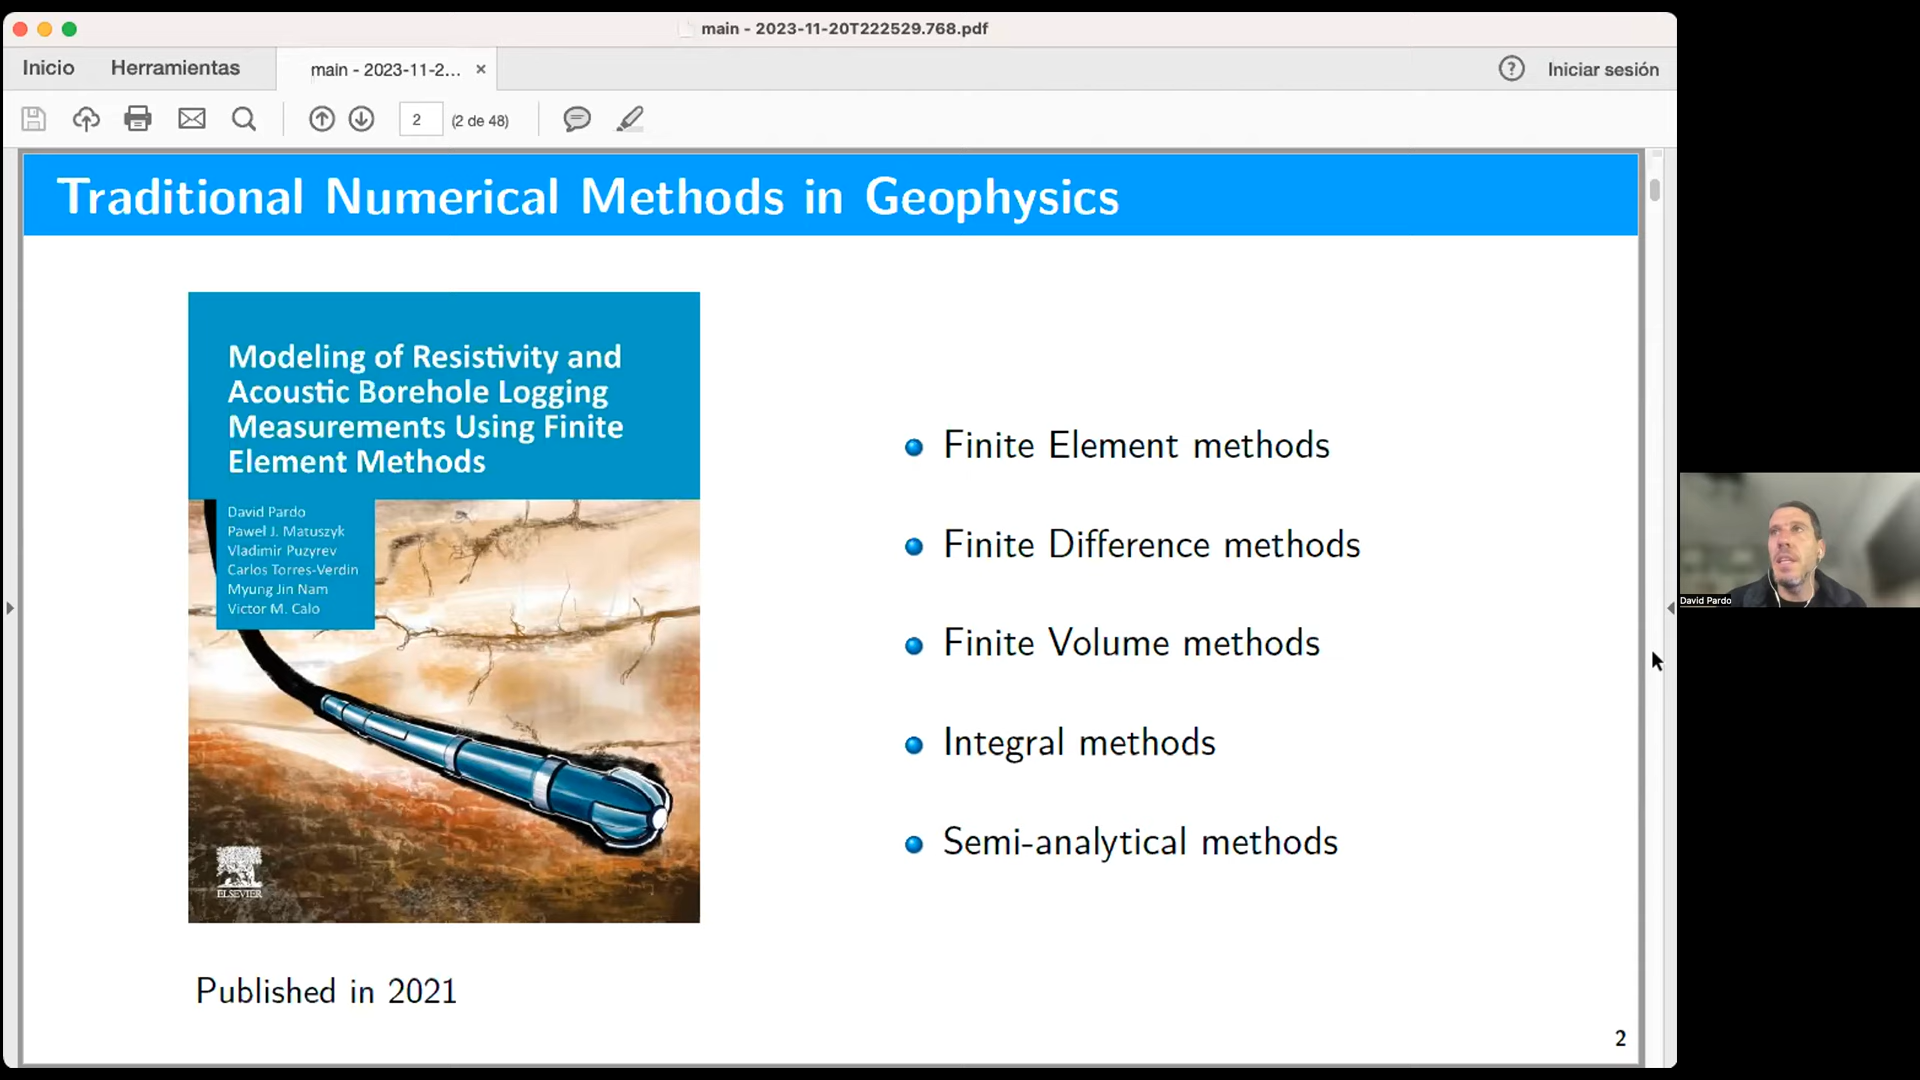 main - 2023-11-20T222529.768.pdf
Inicio
Herramientas
main - 2023-11-2...
Iniciar sesión
2
(2 de 48)
Traditional Numerical Methods in Geophysics
Modeling of Resistivity and
Acoustic Borehole Logging
Measurements Using Finite
Element Methods
David Pardo
Pawel J. Matuszyk
Vladimir Puzyrev
Carlos Torres-Verdin
Myung Jin Nam
Victor M. Calo
ELSEVIER
Published in 2021
Finite Element methods
Finite Difference methods
Finite Volume methods
Integral methods
Semi-analytical methods
2
David Pardo